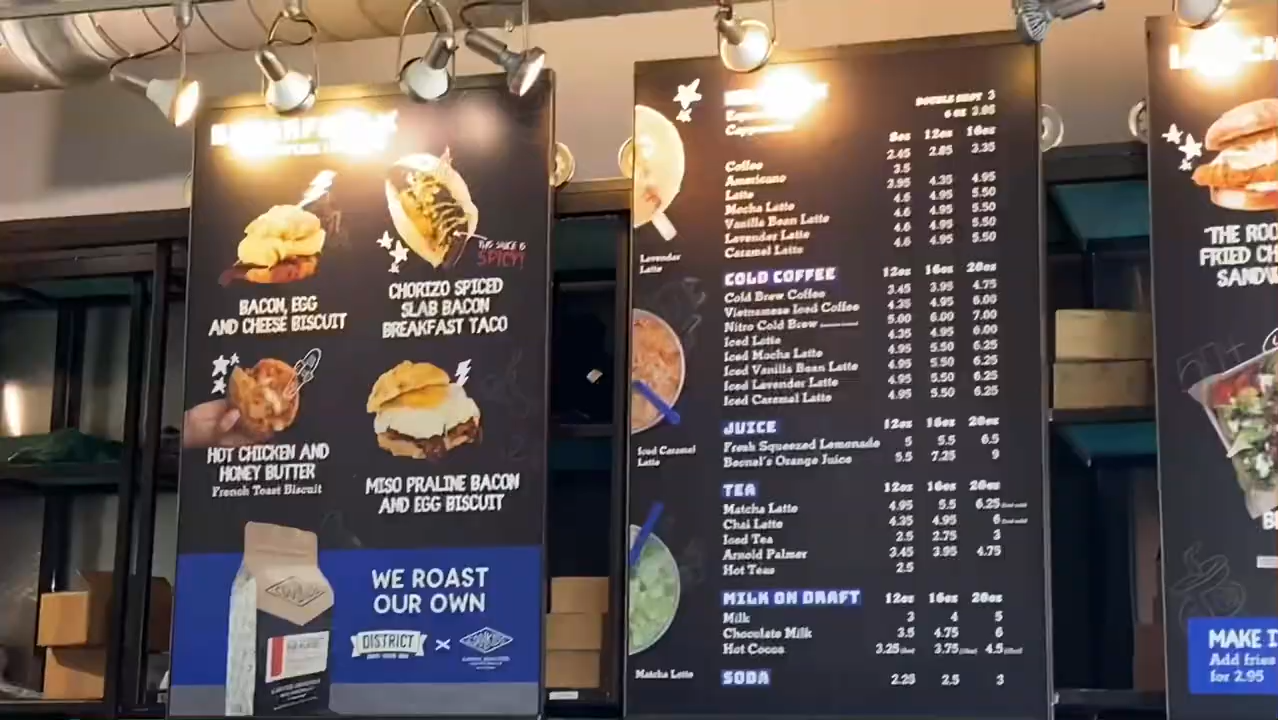 THIS SAUCE IS
SPICY!
BACON, EGG
AND CHEESE BISCUIT
CHORIZO SPICED
SLAB BACON
BREAKFAST TACO
HOT CHICKEN AND
HONEY BUTTER
French Toast Biscuit
MISO PRALINE BACON
AND EGG BISCUIT
WE ROAST
OUR OWN
DISTRICT
X
DOUBLE SHOT 3
6 oz 3.95
8oz 12oz 16oz
Coffee 2.45 2.85 3.35
Americano 3.5
Latte 3.95 4.35 4.95
Mocha Latte 4.6 4.95 5.50
Vanilla Bean Latte 4.6 4.95 5.50
Lavender Latte 4.6 4.95 5.50
Caramel Latte 4.6 4.95 5.50
Lavender
Latte
COLD COFFEE 12oz 16oz 20oz
Cold Brew Coffee 3.45 3.95 4.75
Vietnamese Iced Coffee 4.35 4.95 6.00
Nitro Cold Brew 5.00 6.00 7.00
Iced Latte 4.35 4.95 6.00
Iced Mocha Latte 4.95 5.50 6.25
Iced Vanilla Bean Latte 4.95 5.50 6.25
Iced Lavender Latte 4.95 5.50 6.25
Iced Caramel Latte 4.95 5.50 6.25
Iced Caramel
Latte
JUICE 12oz 16oz 20oz
Fresh Squeezed Lemonade 5 5.5 6.5
Boonel's Orange Juice 5.5 7.25 9
TEA 12oz 16oz 20oz
Matcha Latte 4.95 5.5 6.25
Chai Latte 4.35 4.95 6
Iced Tea 2.5 2.75 3
Arnold Palmer 3.45 3.95 4.75
Hot Teas 2.5
MILK ON DRAFT 12oz 16oz 20oz
Milk 3 4 5
Chocolate Milk 3.5 4.75 6
Hot Cocoa 3.25 3.75 4.5
Matcha Latte
SODA 2.25 2.5 3
"THE ROO
FRIED CH
SANDW
MAKE I
Add fries
for 2.95